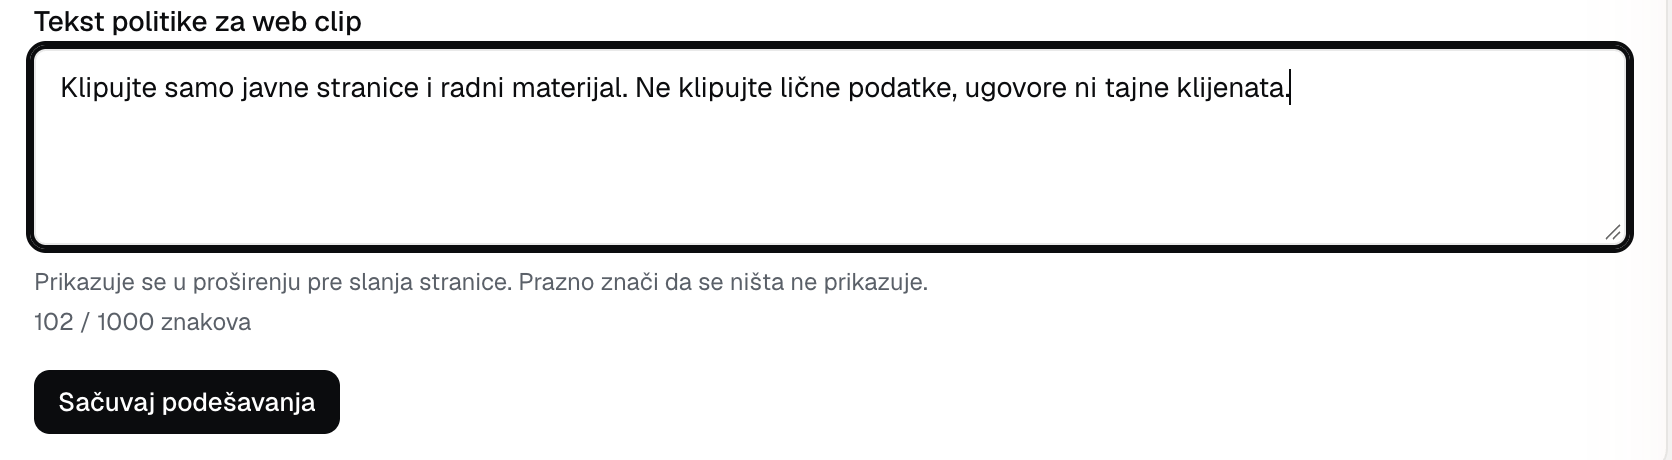 Tekst politike za web clip
Klipujte samo javne stranice i radni materijal. Ne klipujte lične podatke, ugovore ni tajne klijenata.
Prikazuje se u proširenju pre slanja stranice. Prazno znači da se ništa ne prikazuje.
102 / 1000 znakova
Sačuvaj podešavanja